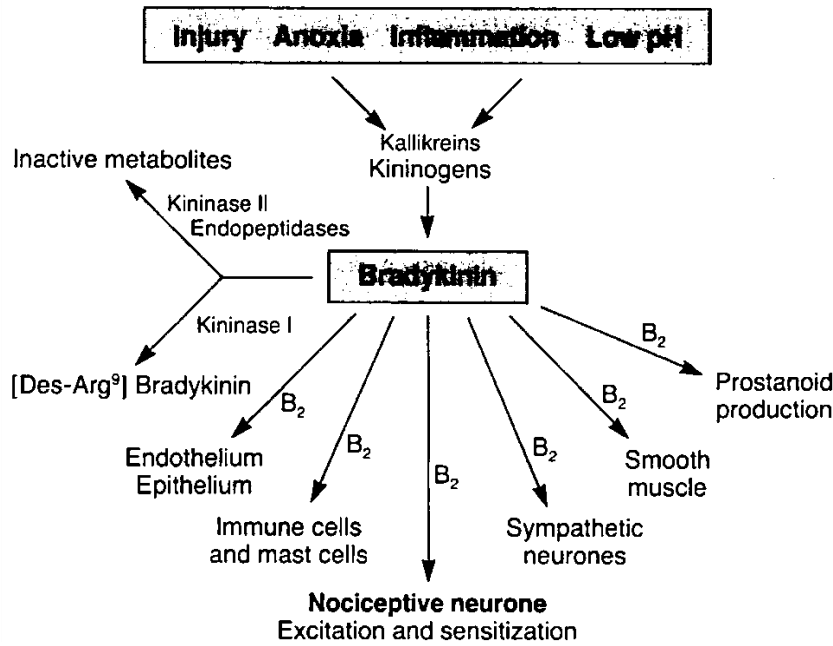 Injury Anoxia Inflammation Low pH
Kallikreins
Kininogens
Inactive metabolites
Kininase II
Endopeptidases
Bradykinin
Kininase I
[Des-Arg⁹] Bradykinin
B₂
Prostanoid
production
B₂
Endothelium
Epithelium
B₂
Immune cells
and mast cells
B₂
Nociceptive neurone
Excitation and sensitization
B₂
Sympathetic
neurones
B₂
Smooth
muscle